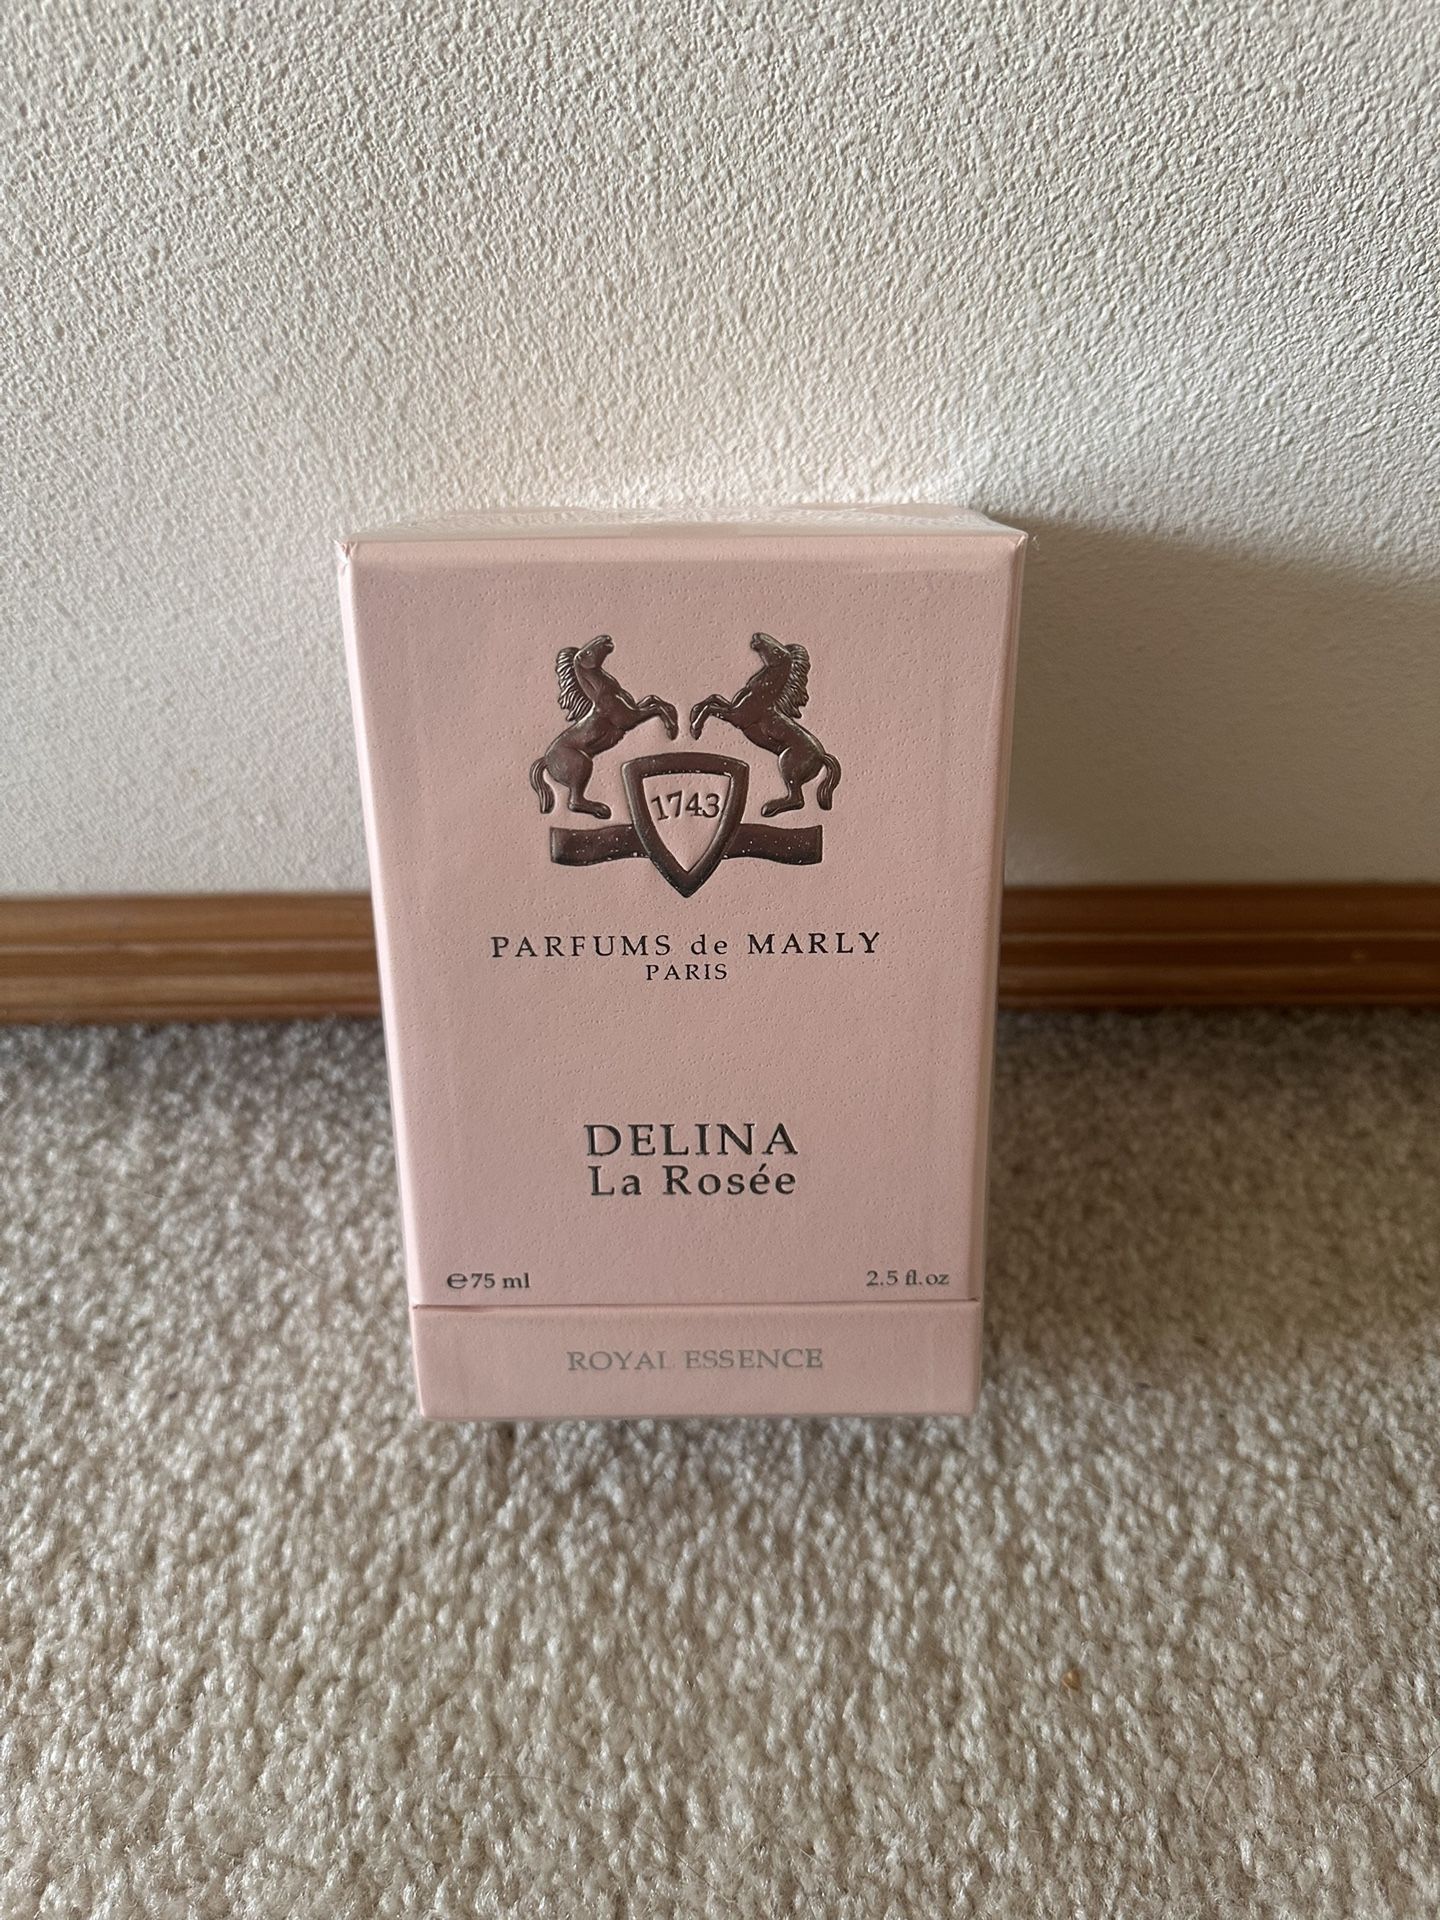 1743
PARFUMS de MARLY
PARIS
DELINA
La Rosée
℮75 ml 2.5 fl.oz
ROYAL ESSENCE